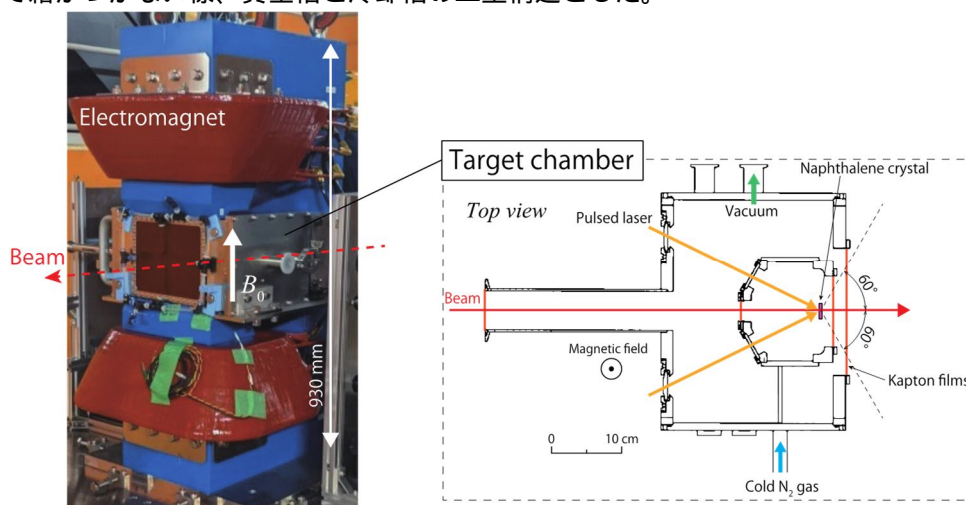 Electromagnet
Beam
B₀
930 mm
Target chamber
Top view
Naphthalene crystal
Vacuum
Pulsed laser
Beam
60°
60°
Magnetic field
Kapton films
0 10 cm
Cold N₂ gas